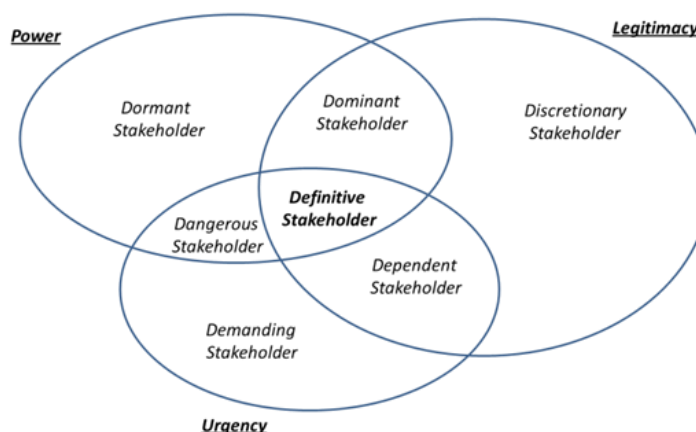 Power
Legitimacy
Dormant
Stakeholder
Dominant
Stakeholder
Discretionary
Stakeholder
Definitive
Stakeholder
Dangerous
Stakeholder
Dependent
Stakeholder
Demanding
Stakeholder
Urgency